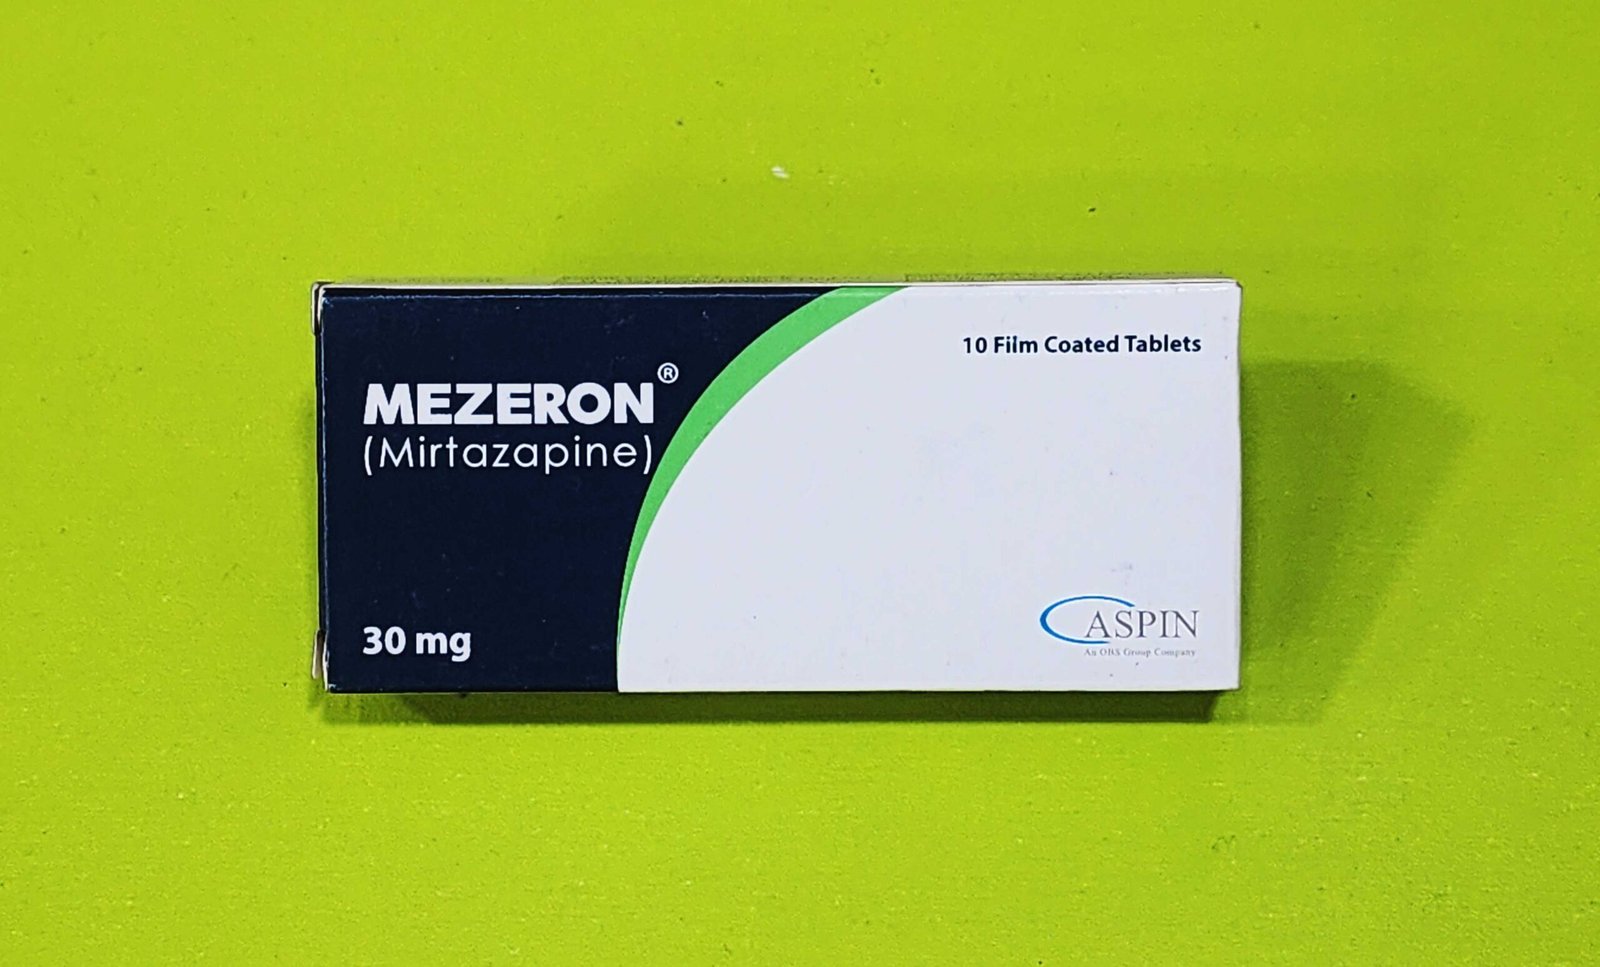 10 Film Coated Tablets
MEZERON®
(Mirtazapine)
30 mg
ASPIN
An OBS Group Company